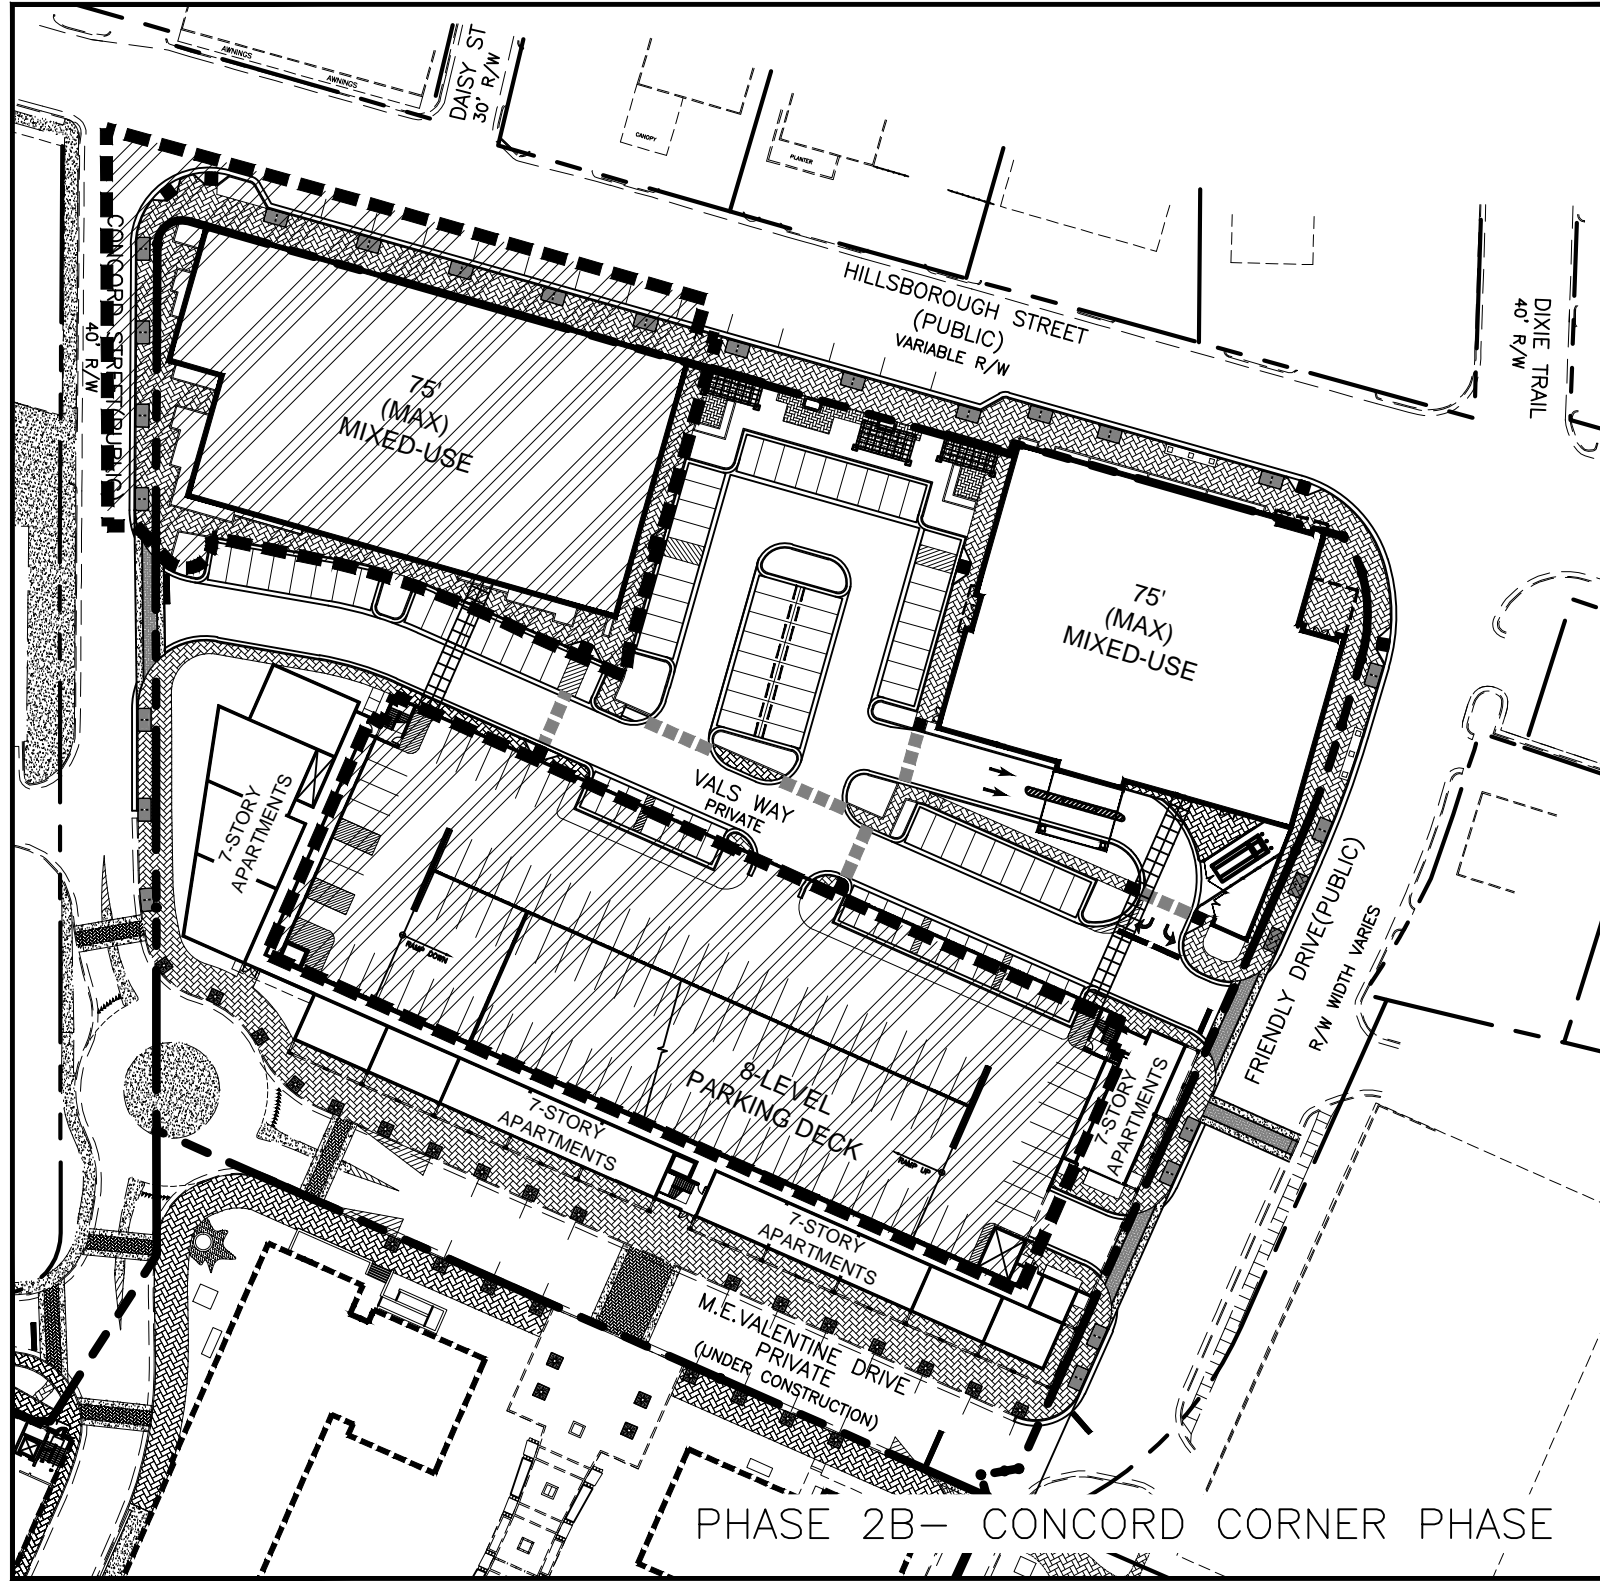 AWNINGS
AWNINGS
DAISY ST
30' R/W
CANOPY
PLANTER
HILLSBOROUGH STREET
(PUBLIC)
VARIABLE R/W
DIXIE TRAIL
40' R/W
CONCORD STREET(PUBLIC)
40' R/W
75'
(MAX)
MIXED-USE
75'
(MAX)
MIXED-USE
VALS WAY
PRIVATE
7-STORY
APARTMENTS
RAMP DOWN
8-LEVEL
PARKING DECK
RAMP UP
7-STORY
APARTMENTS
FRIENDLY DRIVE(PUBLIC)
R/W WIDTH VARIES
7-STORY
APARTMENTS
7-STORY
APARTMENTS
M.E.VALENTINE DRIVE
PRIVATE
(UNDER CONSTRUCTION)
PHASE 2B- CONCORD CORNER PHASE